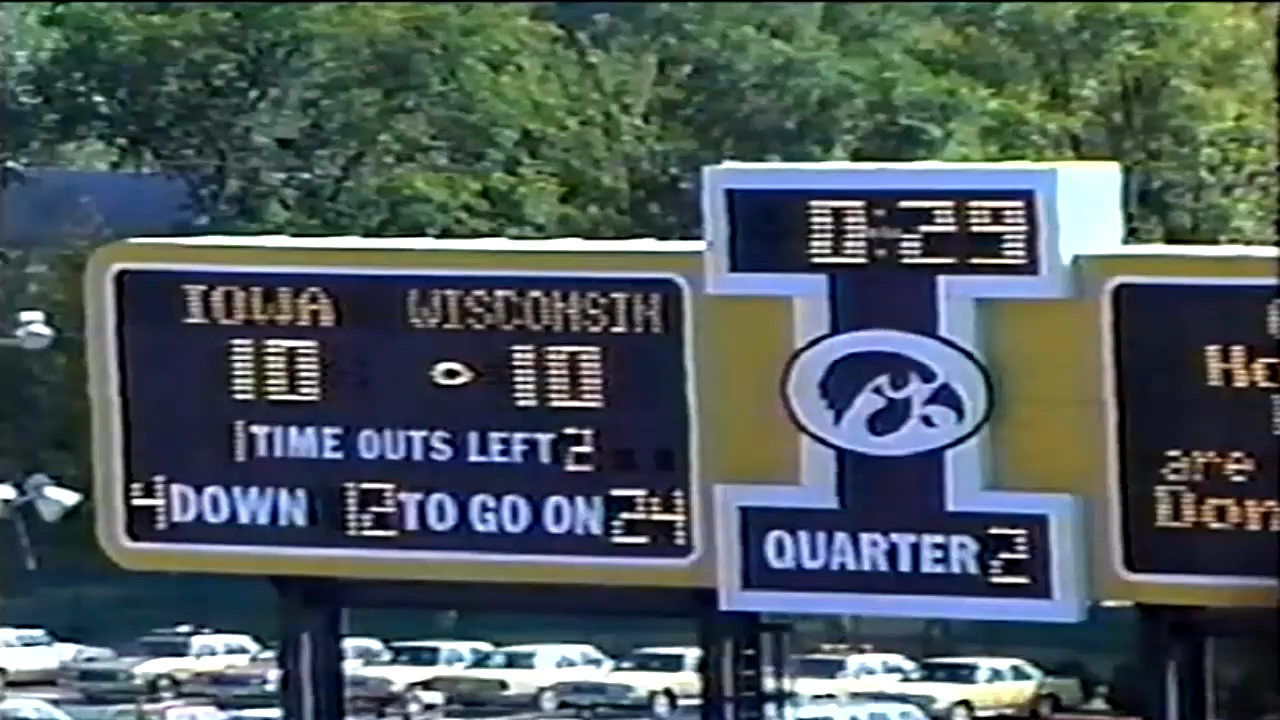 0:29
IOWA WISCONSIN
10 10
1 TIME OUTS LEFT 2
4 DOWN 12 TO GO ON 24
QUARTER 2
are